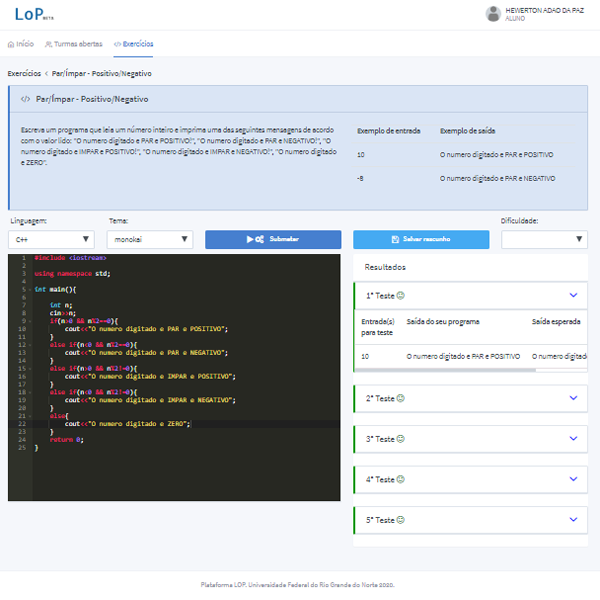 LoP BETA
HEWERTON ADAO DA PAZ
ALUNO
Início Turmas abertas </> Exercícios
Exercícios < Par/Ímpar - Positivo/Negativo
</> Par/Ímpar - Positivo/Negativo
Escreva um programa que leia um número inteiro e imprima uma das seguintes mensagens de acordo
com o valor lido: "O numero digitado e PAR e POSITIVO!", "O numero digitado e PAR e NEGATIVO!", "O
numero digitado e IMPAR e POSITIVO!", "O numero digitado e IMPAR e NEGATIVO!", "O numero digitado
e ZERO".
Exemplo de entrada Exemplo de saída
10 O numero digitado e PAR e POSITIVO
-8 O numero digitado e PAR e NEGATIVO
Linguagem: Tema: Dificuldade:
C++ monokai Submeter Salvar rascunho
1 #include <iostream>
2
3 using namespace std;
4
5 int main(){
6
7 int n;
8 cin>>n;
9 if(n>0 && n%2==0){
10 cout<<"O numero digitado e PAR e POSITIVO";
11 }
12 else if(n<0 && n%2==0){
13 cout<<"O numero digitado e PAR e NEGATIVO";
14 }
15 else if(n>0 && n%2!=0){
16 cout<<"O numero digitado e IMPAR e POSITIVO";
17 }
18 else if(n<0 && n%2!=0){
19 cout<<"O numero digitado e IMPAR e NEGATIVO";
20 }
21 else{
22 cout<<"O numero digitado e ZERO";
23 }
24 return 0;
25 }
Resultados
1° Teste
Entrada(s) para teste Saída do seu programa Saída esperada
10 O numero digitado e PAR e POSITIVO O numero digitad
2° Teste
3° Teste
4° Teste
5° Teste
Plataforma LOP. Universidade Federal do Rio Grande do Norte 2020.